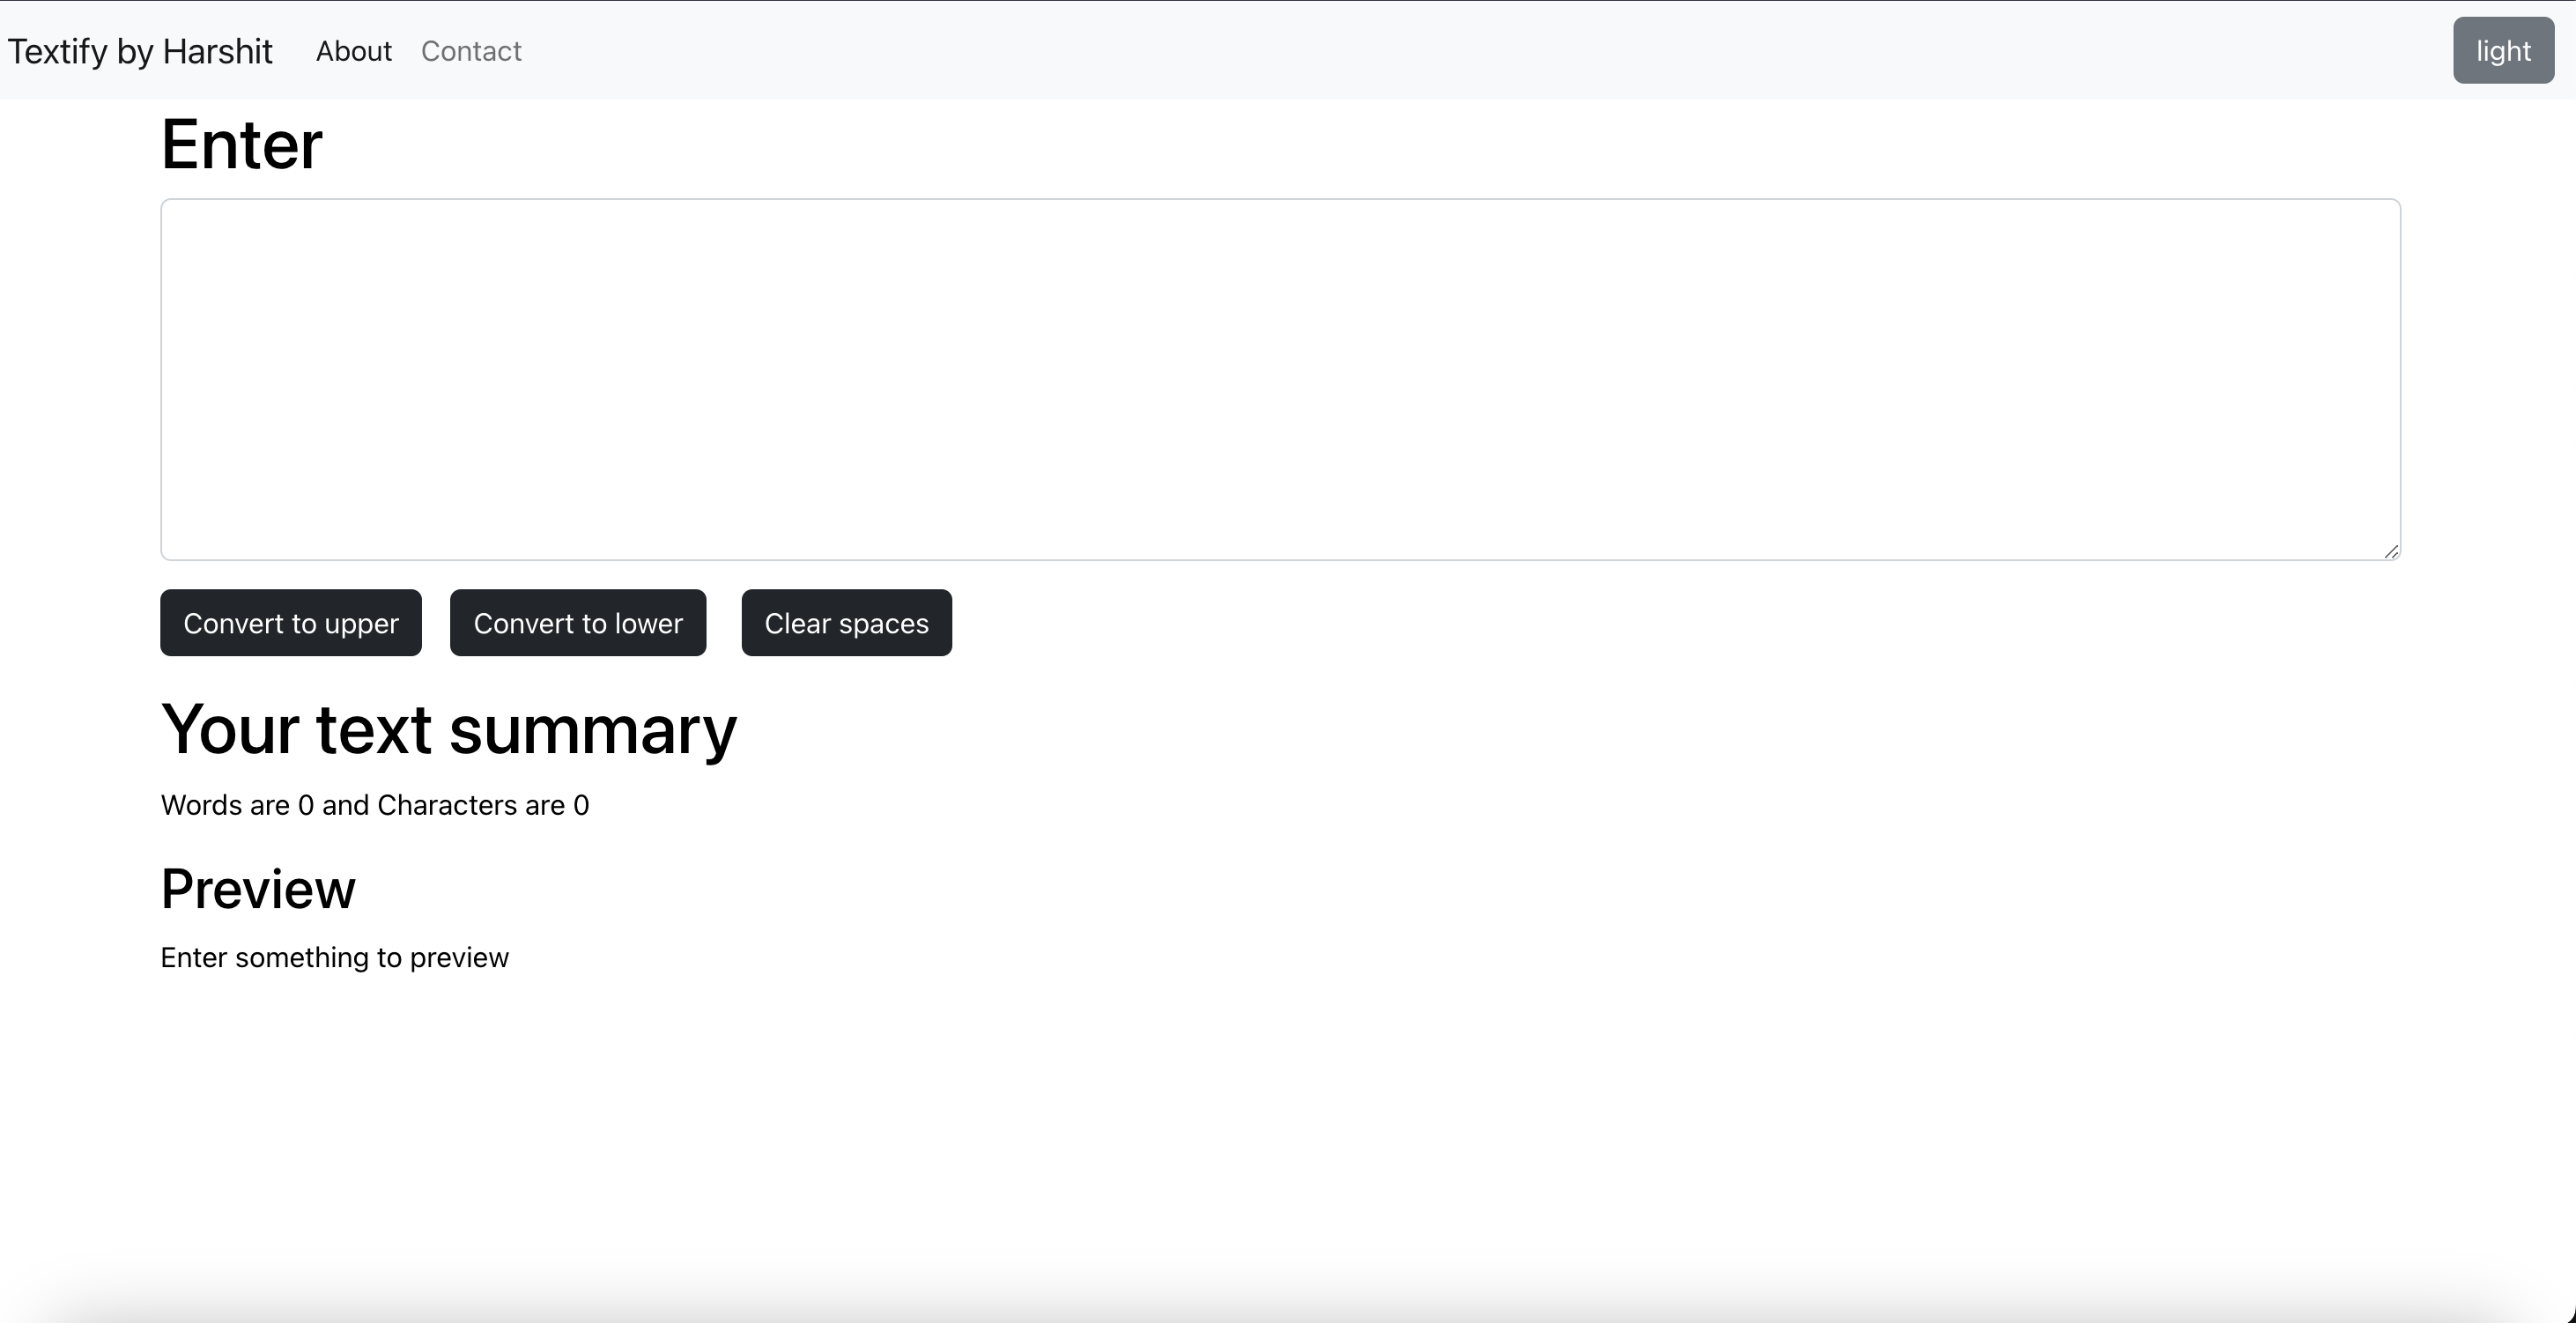 Textify by Harshit About Contact light
Enter
Convert to upper Convert to lower Clear spaces
Your text summary
Words are 0 and Characters are 0
Preview
Enter something to preview